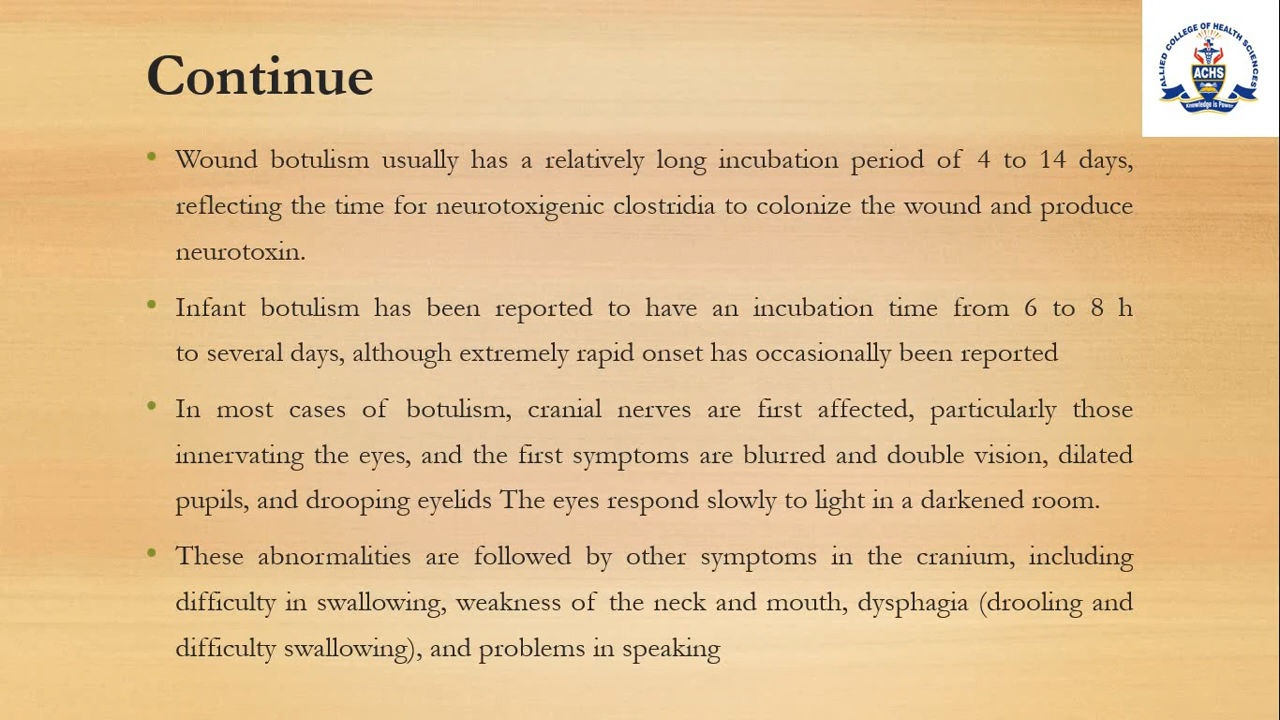 Continue
ALLIED COLLEGE OF HEALTH SCIENCES
ACHS
Knowledge is Power
• Wound botulism usually has a relatively long incubation period of 4 to 14 days,
reflecting the time for neurotoxigenic clostridia to colonize the wound and produce
neurotoxin.
• Infant botulism has been reported to have an incubation time from 6 to 8 h
to several days, although extremely rapid onset has occasionally been reported
• In most cases of botulism, cranial nerves are first affected, particularly those
innervating the eyes, and the first symptoms are blurred and double vision, dilated
pupils, and drooping eyelids The eyes respond slowly to light in a darkened room.
• These abnormalities are followed by other symptoms in the cranium, including
difficulty in swallowing, weakness of the neck and mouth, dysphagia (drooling and
difficulty swallowing), and problems in speaking